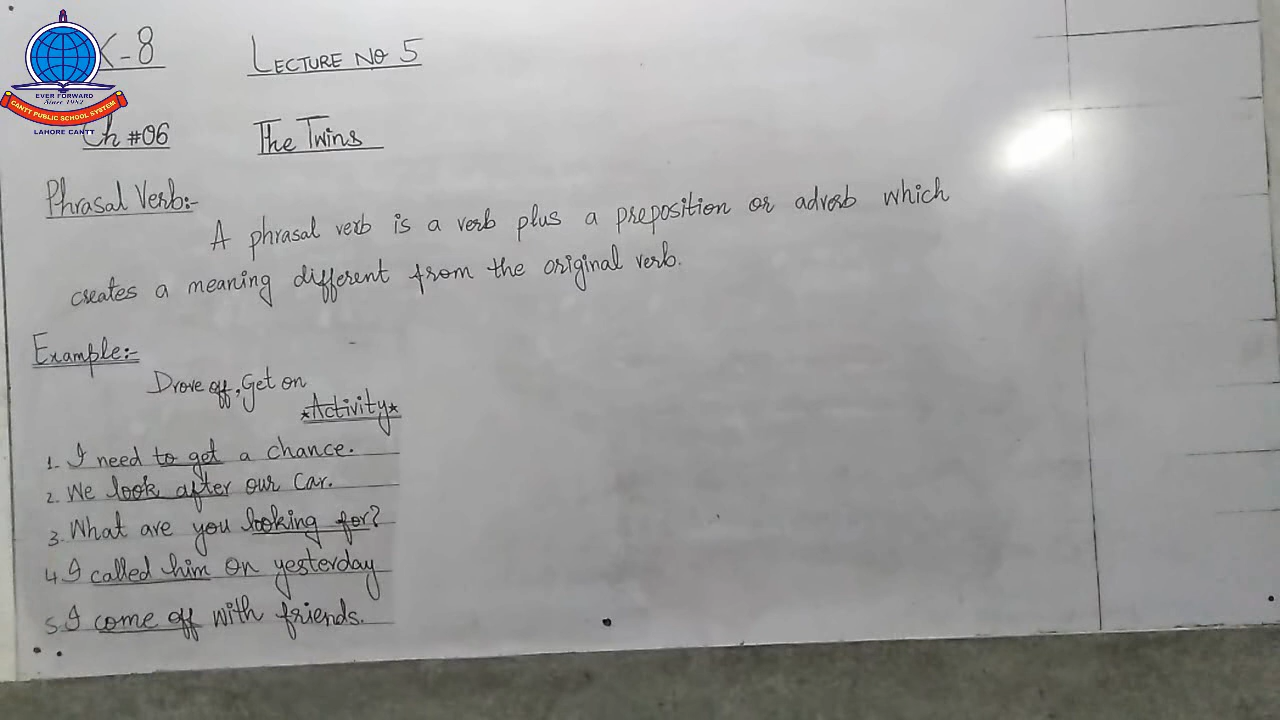 K-8 LECTURE NO 5
EVER FORWARD
Since 1982
CANTT PUBLIC SCHOOL SYSTEM
LAHORE CANTT
Ch #06 The Twins
Phrasal Verb:-
A phrasal verb is a verb plus a preposition or adverb which
creates a meaning different from the original verb.
Example:-
Drove off, Get on
*Activity*
1. I need to get a chance.
2. We look after our Car.
3. What are you looking for?
4. I called him on yesterday
5. I come off with friends.